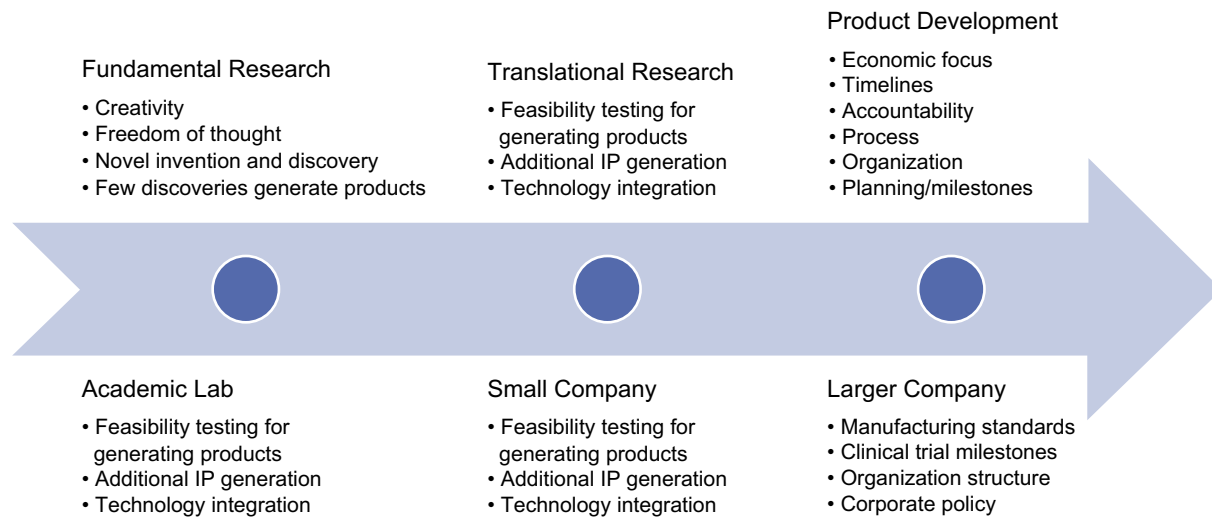 Fundamental Research
• Creativity
• Freedom of thought
• Novel invention and discovery
• Few discoveries generate products
Translational Research
• Feasibility testing for
generating products
• Additional IP generation
• Technology integration
Product Development
• Economic focus
• Timelines
• Accountability
• Process
• Organization
• Planning/milestones
Academic Lab
• Feasibility testing for
generating products
• Additional IP generation
• Technology integration
Small Company
• Feasibility testing for
generating products
• Additional IP generation
• Technology integration
Larger Company
• Manufacturing standards
• Clinical trial milestones
• Organization structure
• Corporate policy